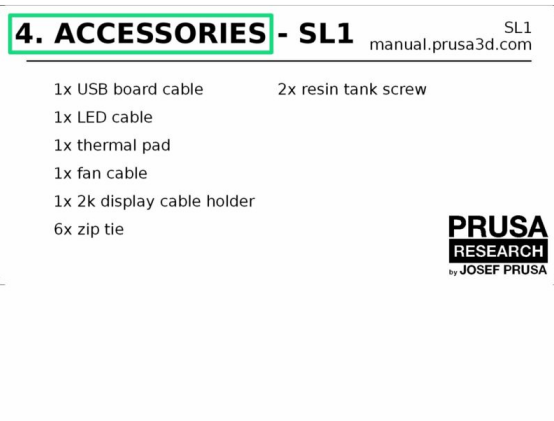 4. ACCESSORIES - SL1
SL1
manual.prusa3d.com
1x USB board cable
1x LED cable
1x thermal pad
1x fan cable
1x 2k display cable holder
6x zip tie
2x resin tank screw
PRUSA
RESEARCH
by JOSEF PRUSA